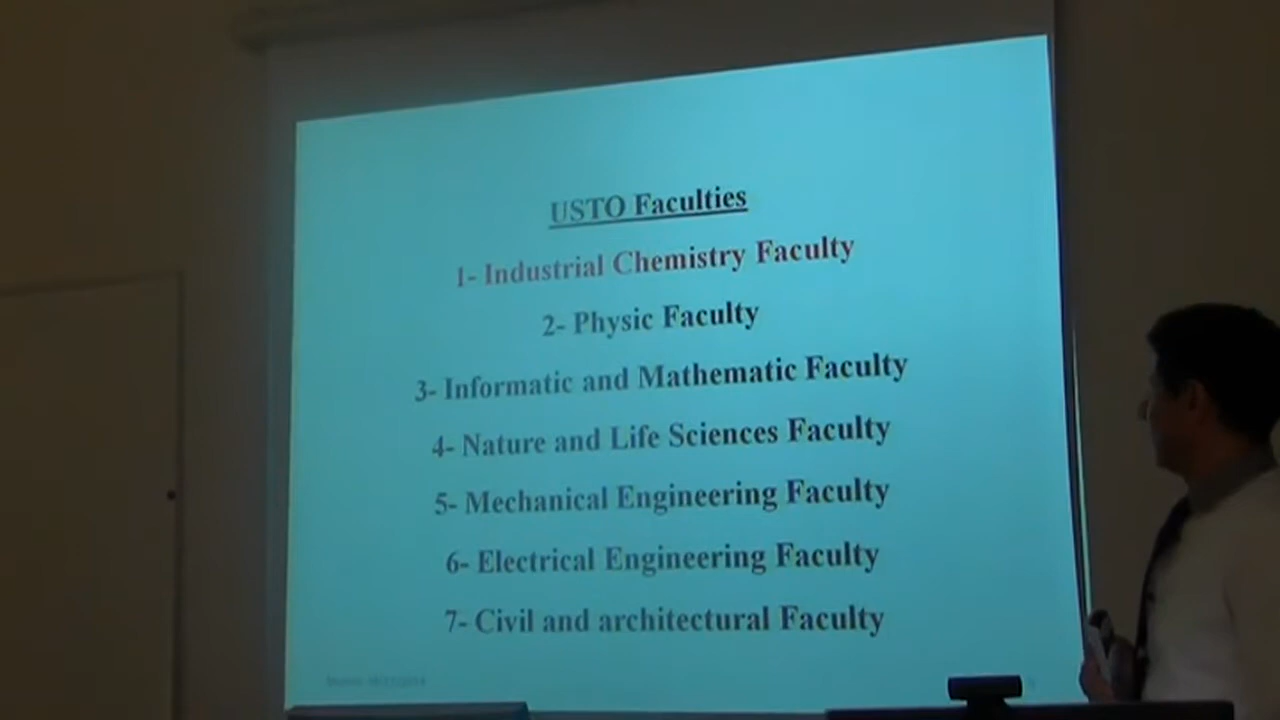 USTO Faculties
1- Industrial Chemistry Faculty
2- Physic Faculty
3- Informatic and Mathematic Faculty
4- Nature and Life Sciences Faculty
5- Mechanical Engineering Faculty
6- Electrical Engineering Faculty
7- Civil and architectural Faculty